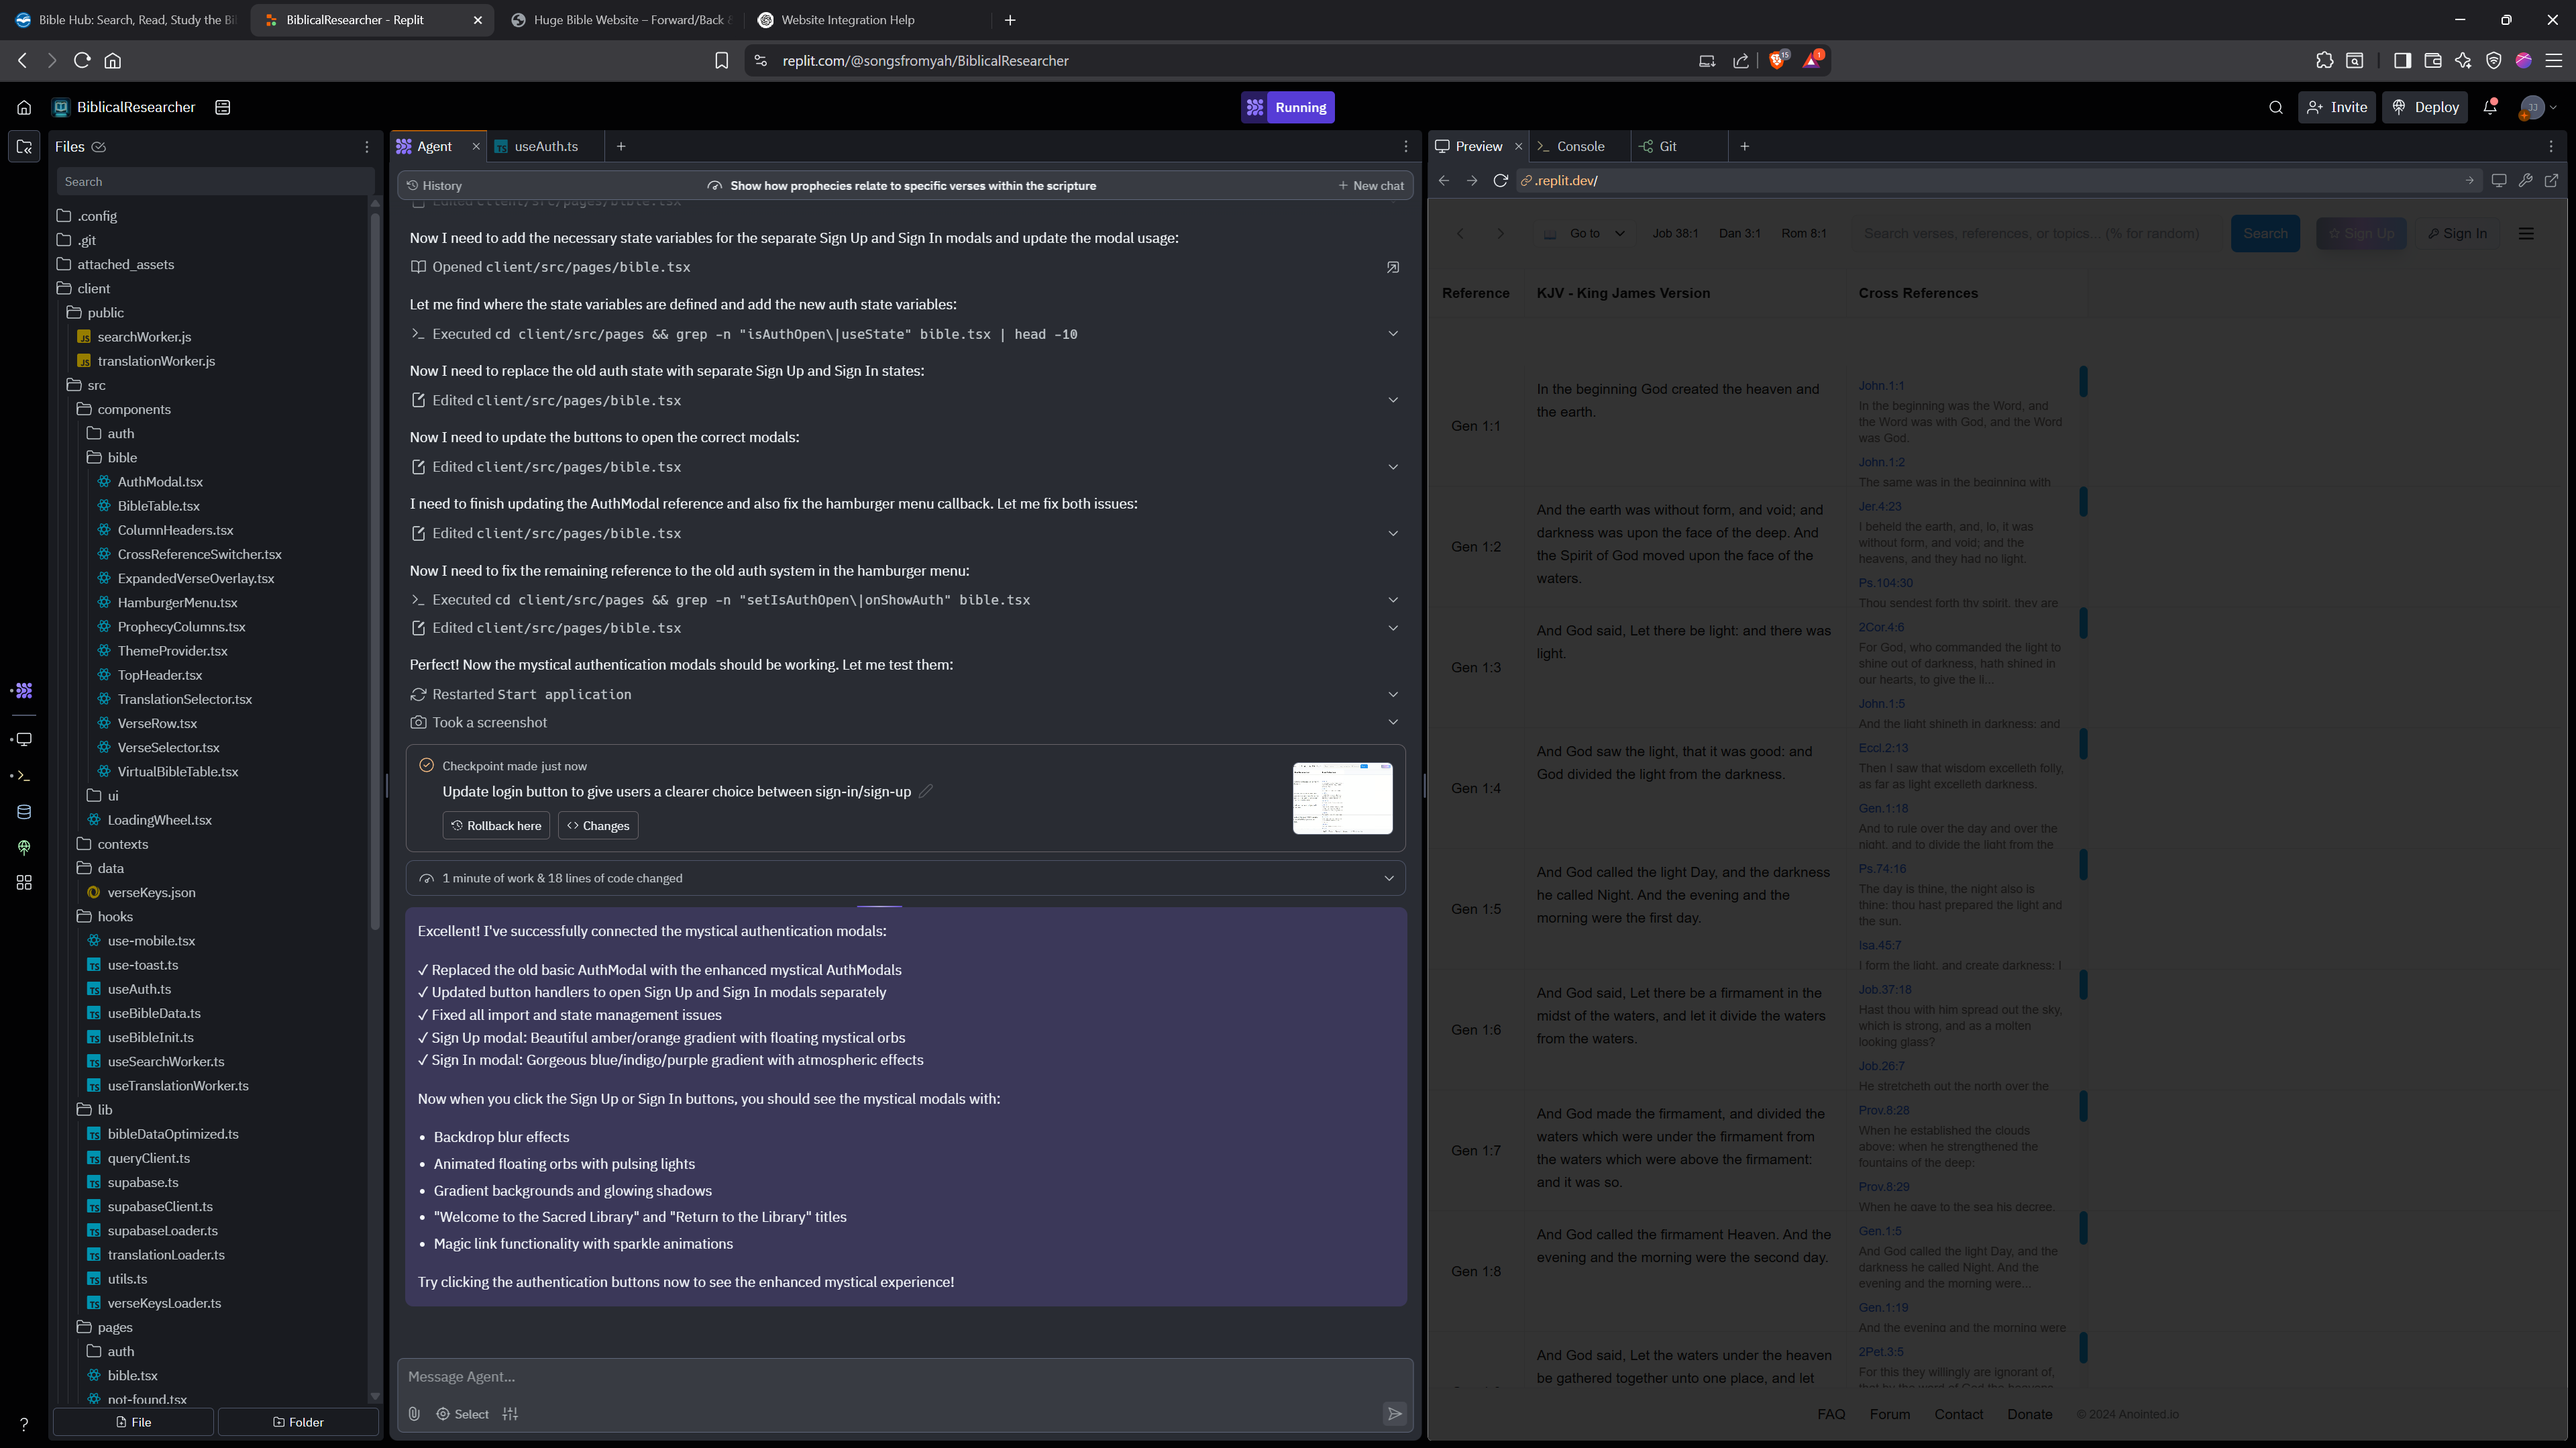 Bible Hub: Search, Read, Study the Bi
BiblicalResearcher - Replit
Huge Bible Website – Forward/Back &
Website Integration Help
replit.com/@songsfromyah/BiblicalResearcher
15
1
BiblicalResearcher
Running
Invite
Deploy
JJ
Files
Search
.config
.git
attached_assets
client
public
searchWorker.js
translationWorker.js
src
components
auth
bible
AuthModal.tsx
BibleTable.tsx
ColumnHeaders.tsx
CrossReferenceSwitcher.tsx
ExpandedVerseOverlay.tsx
HamburgerMenu.tsx
ProphecyColumns.tsx
ThemeProvider.tsx
TopHeader.tsx
TranslationSelector.tsx
VerseRow.tsx
VerseSelector.tsx
VirtualBibleTable.tsx
ui
LoadingWheel.tsx
contexts
data
verseKeys.json
hooks
use-mobile.tsx
use-toast.ts
useAuth.ts
useBibleData.ts
useBibleInit.ts
useSearchWorker.ts
useTranslationWorker.ts
lib
bibleDataOptimized.ts
queryClient.ts
supabase.ts
supabaseClient.ts
supabaseLoader.ts
translationLoader.ts
utils.ts
verseKeysLoader.ts
pages
auth
bible.tsx
not-found.tsx
File
Folder
Agent
useAuth.ts
History
Show how prophecies relate to specific verses within the scripture
New chat
Edited client/src/pages/bible.tsx
Now I need to add the necessary state variables for the separate Sign Up and Sign In modals and update the modal usage:
Opened client/src/pages/bible.tsx
Let me find where the state variables are defined and add the new auth state variables:
Executed cd client/src/pages && grep -n "isAuthOpen\|useState" bible.tsx | head -10
Now I need to replace the old auth state with separate Sign Up and Sign In states:
Edited client/src/pages/bible.tsx
Now I need to update the buttons to open the correct modals:
Edited client/src/pages/bible.tsx
I need to finish updating the AuthModal reference and also fix the hamburger menu callback. Let me fix both issues:
Edited client/src/pages/bible.tsx
Now I need to fix the remaining reference to the old auth system in the hamburger menu:
Executed cd client/src/pages && grep -n "setIsAuthOpen\|onShowAuth" bible.tsx
Edited client/src/pages/bible.tsx
Perfect! Now the mystical authentication modals should be working. Let me test them:
Restarted Start application
Took a screenshot
Checkpoint made just now
Update login button to give users a clearer choice between sign-in/sign-up
Rollback here
Changes
1 minute of work & 18 lines of code changed
Excellent! I've successfully connected the mystical authentication modals:
✓ Replaced the old basic AuthModal with the enhanced mystical AuthModals
✓ Updated button handlers to open Sign Up and Sign In modals separately
✓ Fixed all import and state management issues
✓ Sign Up modal: Beautiful amber/orange gradient with floating mystical orbs
✓ Sign In modal: Gorgeous blue/indigo/purple gradient with atmospheric effects
Now when you click the Sign Up or Sign In buttons, you should see the mystical modals with:
• Backdrop blur effects
• Animated floating orbs with pulsing lights
• Gradient backgrounds and glowing shadows
• "Welcome to the Sacred Library" and "Return to the Library" titles
• Magic link functionality with sparkle animations
Try clicking the authentication buttons now to see the enhanced mystical experience!
Message Agent...
Select
Preview
Console
Git
.replit.dev/
Go to
Job 38:1
Dan 3:1
Rom 8:1
Search verses, references, or topics... (% for random)
Search
Sign Up
Sign In
Reference
KJV - King James Version
Cross References
Gen 1:1
In the beginning God created the heaven and
the earth.
John.1:1
In the beginning was the Word, and
the Word was with God, and the Word
was God.
John.1:2
The same was in the beginning with
Gen 1:2
And the earth was without form, and void; and
darkness was upon the face of the deep. And
the Spirit of God moved upon the face of the
waters.
Jer.4:23
I beheld the earth, and, lo, it was
without form, and void; and the
heavens, and they had no light.
Ps.104:30
Thou sendest forth thy spirit, they are
Gen 1:3
And God said, Let there be light: and there was
light.
2Cor.4:6
For God, who commanded the light to
shine out of darkness, hath shined in
our hearts, to give the li...
John.1:5
And the light shineth in darkness; and
Gen 1:4
And God saw the light, that it was good: and
God divided the light from the darkness.
Eccl.2:13
Then I saw that wisdom excelleth folly,
as far as light excelleth darkness.
Gen.1:18
And to rule over the day and over the
night, and to divide the light from the
Gen 1:5
And God called the light Day, and the darkness
he called Night. And the evening and the
morning were the first day.
Ps.74:16
The day is thine, the night also is
thine: thou hast prepared the light and
the sun.
Isa.45:7
I form the light, and create darkness: I
Gen 1:6
And God said, Let there be a firmament in the
midst of the waters, and let it divide the waters
from the waters.
Job.37:18
Hast thou with him spread out the sky,
which is strong, and as a molten
looking glass?
Job.26:7
He stretcheth out the north over the
Gen 1:7
And God made the firmament, and divided the
waters which were under the firmament from
the waters which were above the firmament:
and it was so.
Prov.8:28
When he established the clouds
above: when he strengthened the
fountains of the deep:
Prov.8:29
When he gave to the sea his decree,
Gen 1:8
And God called the firmament Heaven. And the
evening and the morning were the second day.
Gen.1:5
And God called the light Day, and the
darkness he called Night. And the
evening and the morning were...
Gen.1:19
And the evening and the morning were
And God said, Let the waters under the heaven
be gathered together unto one place, and let
2Pet.3:5
For this they willingly are ignorant of,
that by the word of God the heavens
FAQ
Forum
Contact
Donate
© 2024 Anointed.io